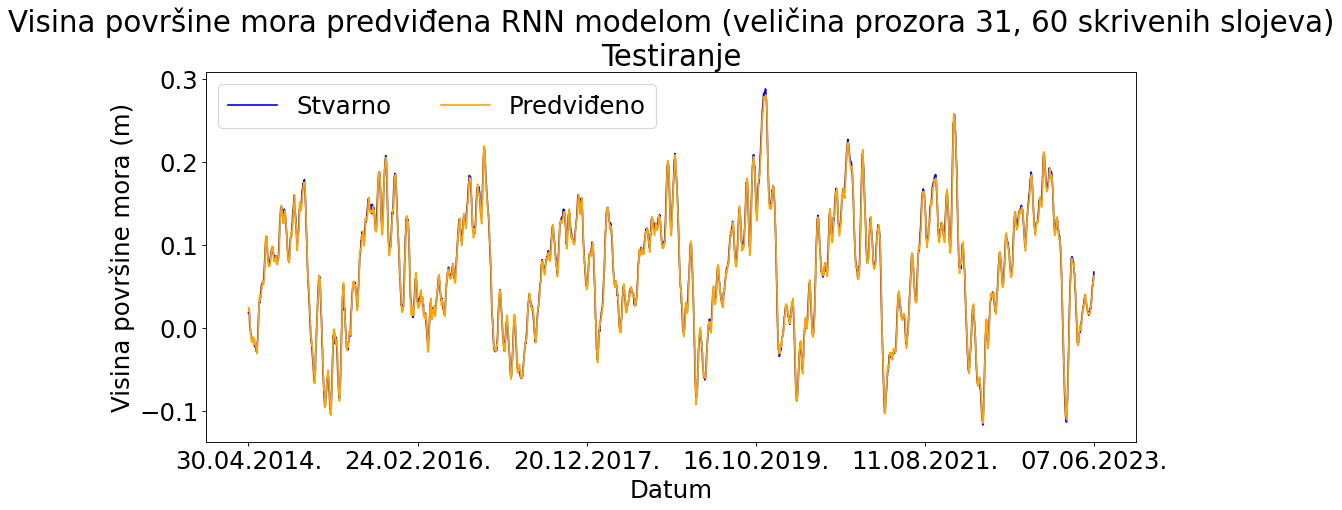 Visina površine mora predviđena RNN modelom (veličina prozora 31, 60 skrivenih slojeva)
Testiranje
Stvarno
Predviđeno
Visina površine mora (m)
0.3
0.2
0.1
0.0
−0.1
30.04.2014.
24.02.2016.
20.12.2017.
16.10.2019.
11.08.2021.
07.06.2023.
Datum